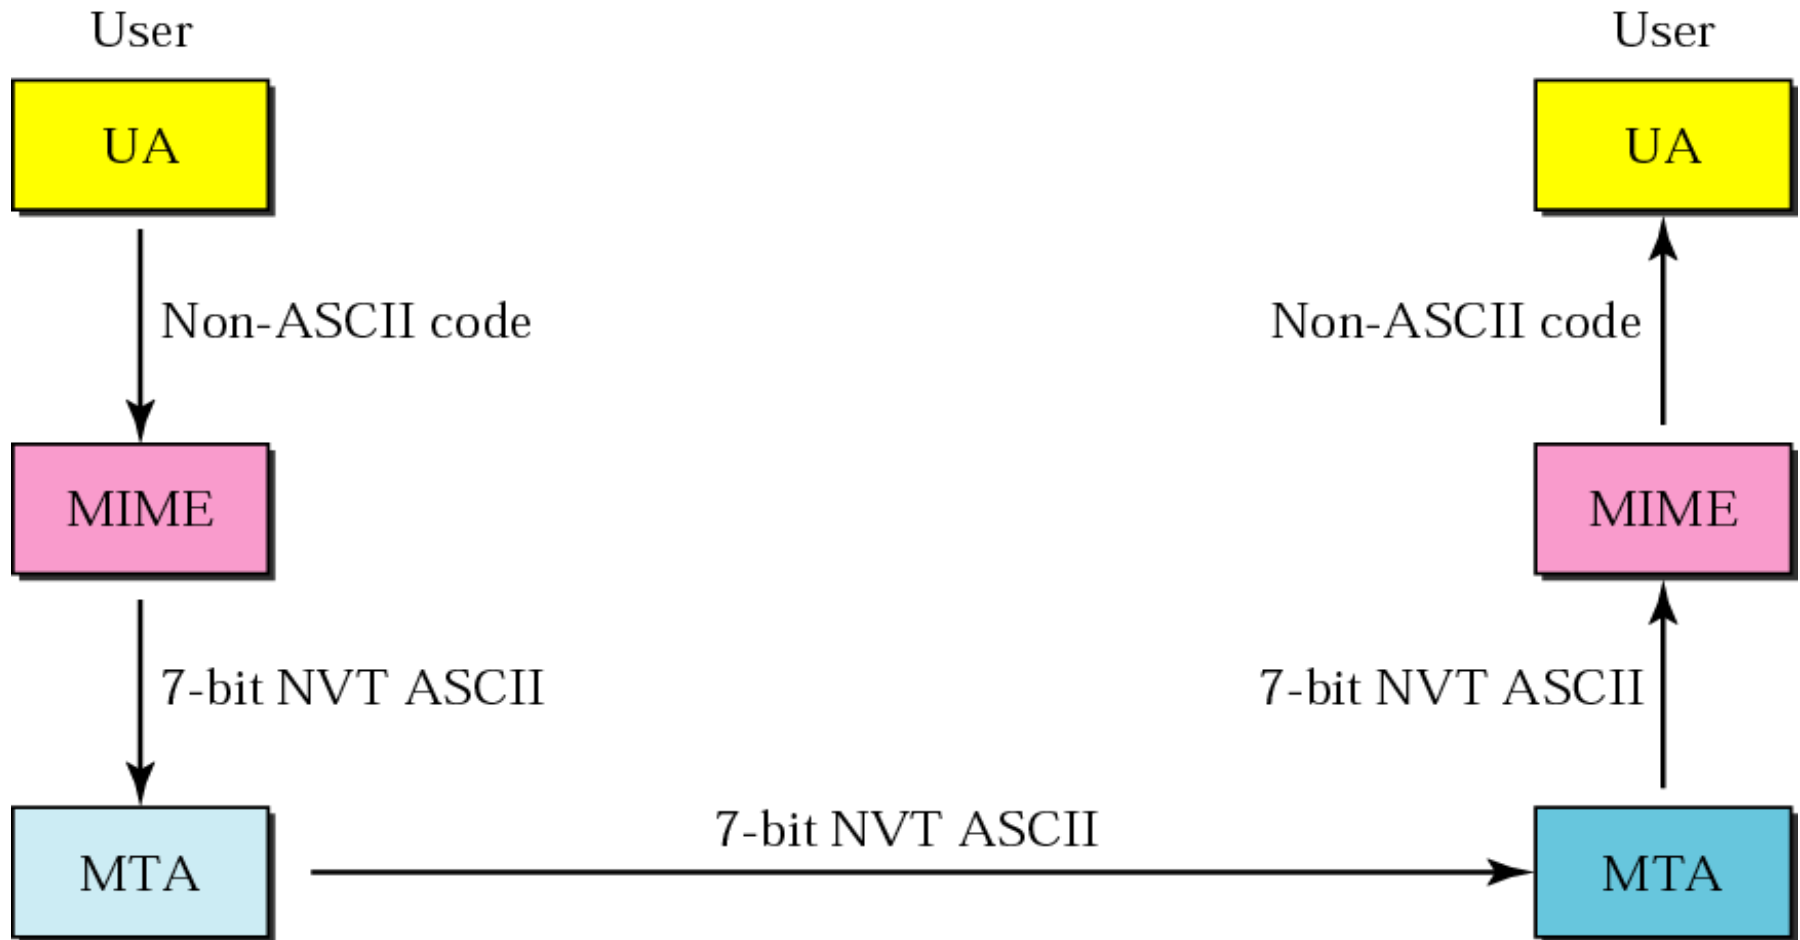 User
User
UA
UA
Non-ASCII code
Non-ASCII code
MIME
MIME
7-bit NVT ASCII
7-bit NVT ASCII
7-bit NVT ASCII
MTA
MTA